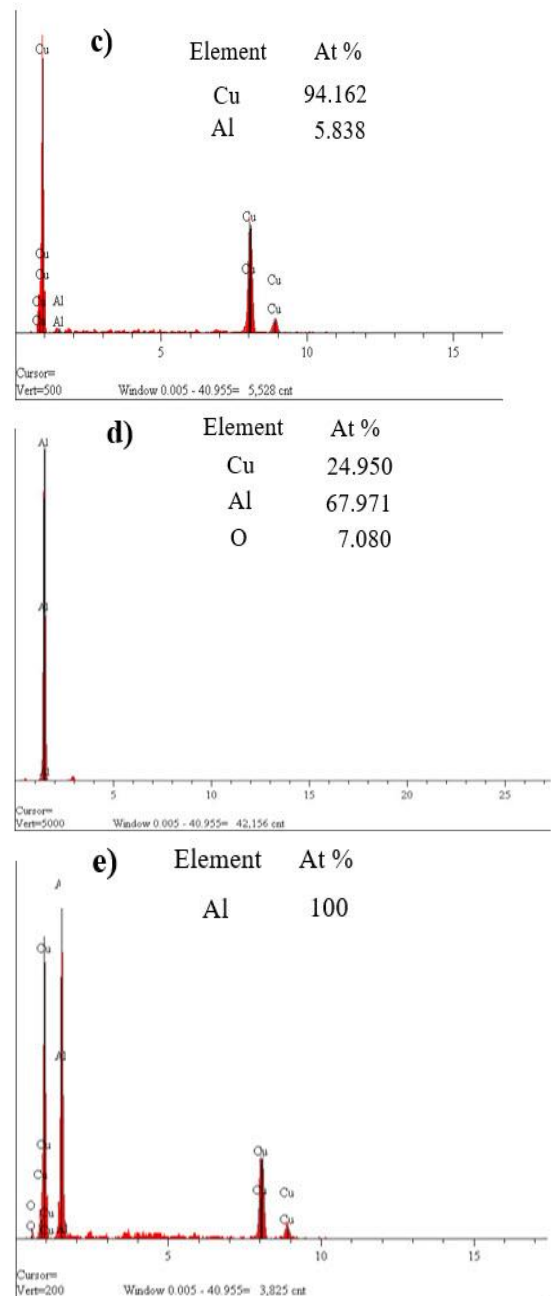 c)
Element At %
Cu 94.162
Al 5.838
Cu
Cu
Cu
Cu
Cu
Al
Al
Cu
Cu
Cu
Cu
5 10 15
Cursor=
Vert=500 Window 0.005 - 40.955= 5,528 cnt
d)
Element At %
Cu 24.950
Al 67.971
O 7.080
Al
Al
Al
5 10 15 20 25
Cursor=
Vert=5000 Window 0.005 - 40.955= 42,156 cnt
e)
Element At %
Al 100
A
Cu
Al
Cu
Cu
O
Cu
O
Cu
Al
Cu
Cu
Cu
Cu
5 10 15
Cursor=
Vert=200 Window 0.005 - 40.955= 3,825 cnt